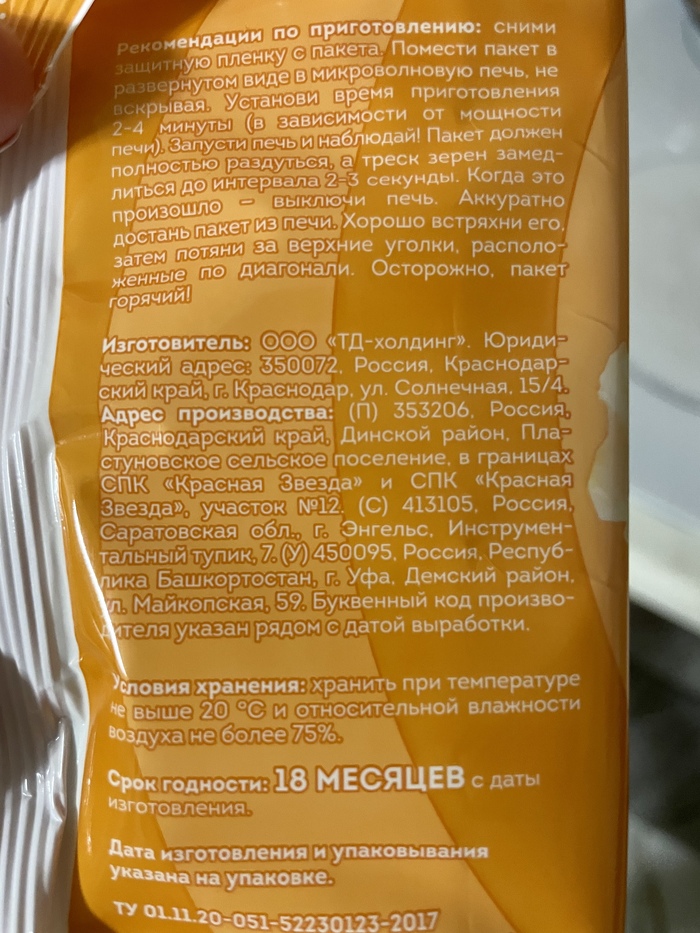 Рекомендации по приготовлению: сними
защитную пленку с пакета. Помести пакет в
развернутом виде в микроволновую печь, не
вскрывая. Установи время приготовления
2-4 минуты (в зависимости от мощности
печи). Запусти печь и наблюдай! Пакет должен
полностью раздуться, а треск зерен замед-
литься до интервала 2-3 секунды. Когда это
произошло – выключи печь. Аккуратно
достань пакет из печи. Хорошо встряхни его,
затем потяни за верхние уголки, располо-
женные по диагонали. Осторожно, пакет
горячий!
Изготовитель: ООО «ТД-холдинг». Юриди-
ческий адрес: 350072, Россия, Краснодар-
ский край, г. Краснодар, ул. Солнечная, 15/4.
Адрес производства: (П) 353206, Россия,
Краснодарский край, Динской район, Пла-
стуновское сельское поселение, в границах
СПК «Красная Звезда» и СПК «Красная
Звезда», участок №12. (С) 413105, Россия,
Саратовская обл., г. Энгельс, Инструмен-
тальный тупик, 7. (У) 450095, Россия, Респуб-
лика Башкортостан, г. Уфа, Демский район,
ул. Майкопская, 59. Буквенный код произво-
дителя указан рядом с датой выработки.
Условия хранения: хранить при температуре
не выше 20 °С и относительной влажности
воздуха не более 75%.
Срок годности: 18 МЕСЯЦЕВ с даты
изготовления.
Дата изготовления и упаковывания
указана на упаковке.
ТУ 01.11.20-051-52230123-2017